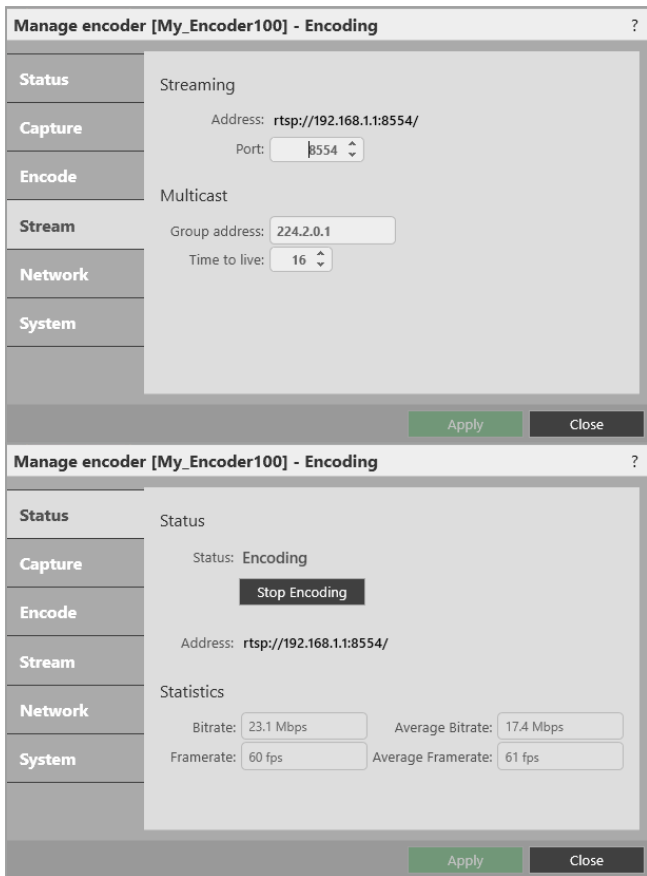 Manage encoder [My_Encoder100] - Encoding ?
Status
Capture
Encode
Stream
Network
System
Streaming
Address: rtsp://192.168.1.1:8554/
Port: 8554
Multicast
Group address: 224.2.0.1
Time to live: 16
Apply Close
Manage encoder [My_Encoder100] - Encoding ?
Status
Capture
Encode
Stream
Network
System
Status
Status: Encoding
Stop Encoding
Address: rtsp://192.168.1.1:8554/
Statistics
Bitrate: 23.1 Mbps Average Bitrate: 17.4 Mbps
Framerate: 60 fps Average Framerate: 61 fps
Apply Close